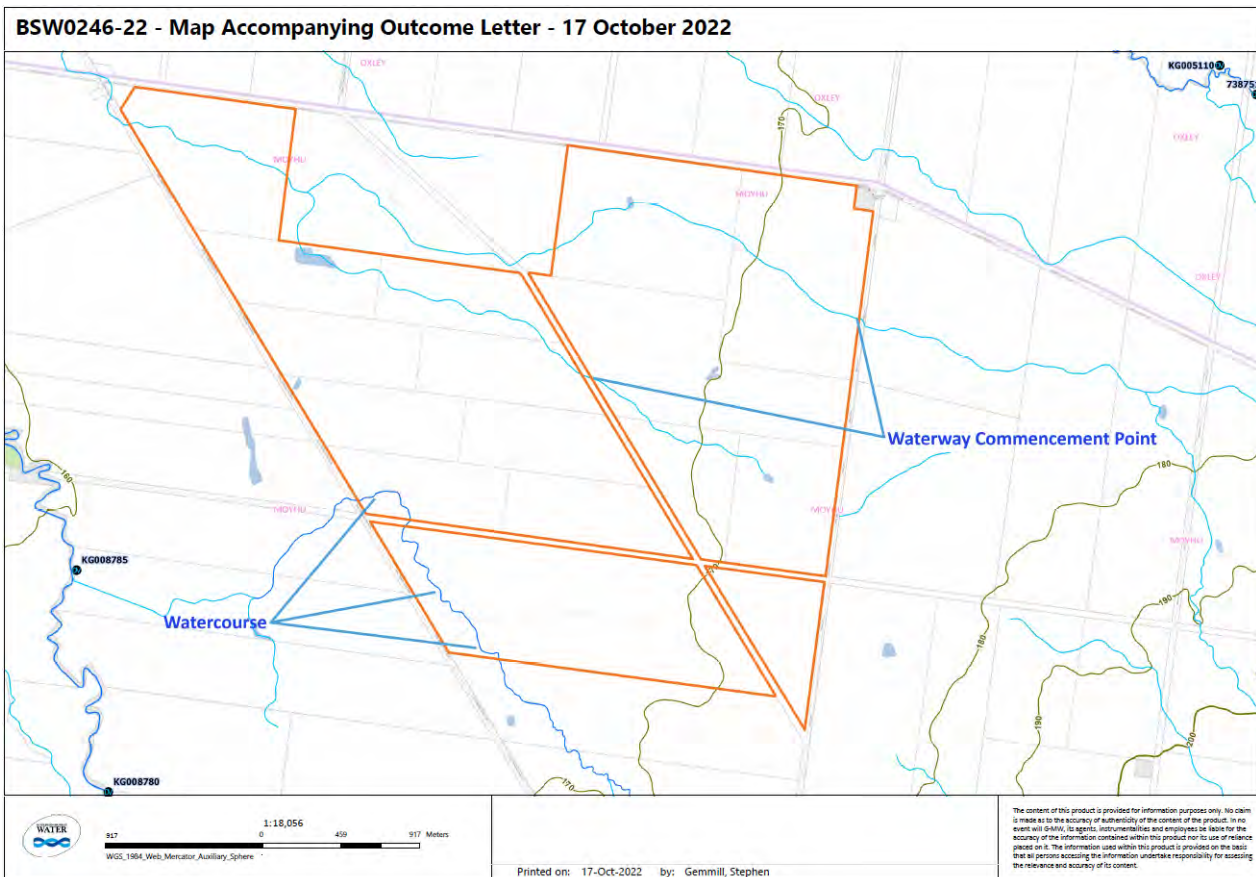 BSW0246-22 - Map Accompanying Outcome Letter - 17 October 2022
OXLEY
KG005110
OXLEY
170
OXLEY
MOYHU
MOYHU
OXLEY
Waterway Commencement Point
180
180
MOYHU
MOYHU
MOYHU
KG008785
190
Watercourse
180
190
200
KG008780
170
WATER
1:18,056
917 0 459 917 Meters
WGS_1984_Web_Mercator_Auxiliary_Sphere
Printed on: 17-Oct-2022 by: Gemmill, Stephen
The content of this product is provided for information purposes only. No claim
is made as to the accuracy of authenticity of the content of the product. In no
event will G-MW, its agents, instrumentalities and employees be liable for the
accuracy of the information contained within this product nor its use of reliance
placed on it. The information used within this product is provided on the basis
that all persons accessing the information undertake responsibility for assessing
the relevance and accuracy of its content.